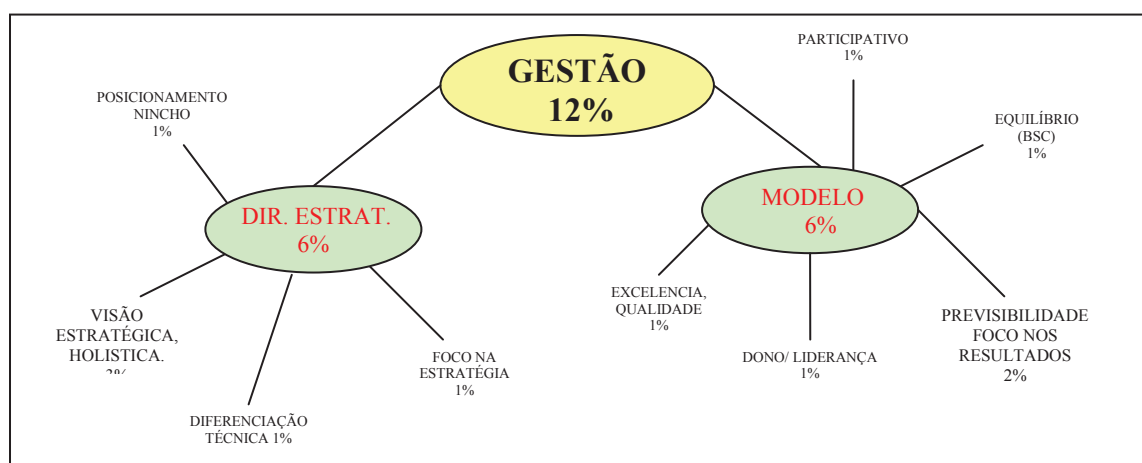 GESTÃO
12%
POSICIONAMENTO
NINCHO
1%
DIR. ESTRAT.
6%
VISÃO
ESTRATÉGICA,
HOLISTICA.
DIFERENCIAÇÃO
TÉCNICA 1%
FOCO NA
ESTRATÉGIA
1%
PARTICIPATIVO
1%
EQUILÍBRIO
(BSC)
1%
MODELO
6%
EXCELENCIA,
QUALIDADE
1%
DONO/ LIDERANÇA
1%
PREVISIBILIDADE
FOCO NOS
RESULTADOS
2%